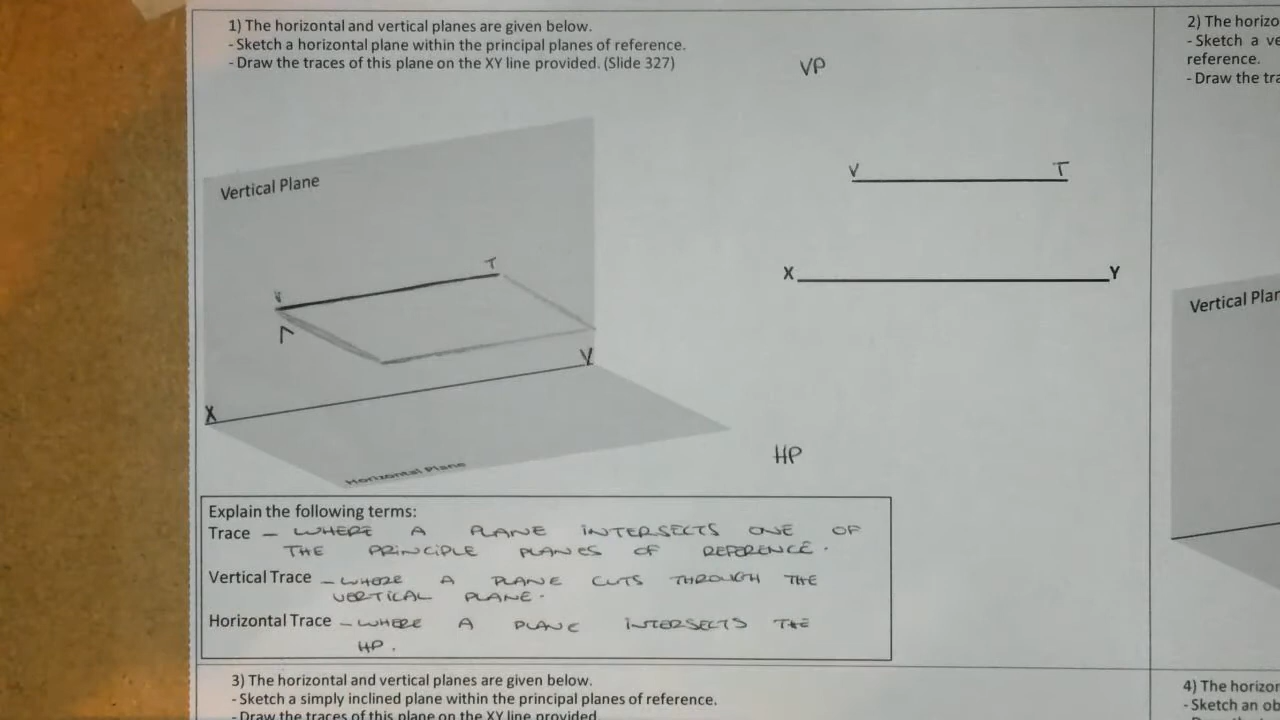 1) The horizontal and vertical planes are given below.
- Sketch a horizontal plane within the principal planes of reference.
- Draw the traces of this plane on the XY line provided. (Slide 327)
VP
V T
X Y
Vertical Plane
V T
X Y
Horizontal Plane
HP
Explain the following terms:
Trace - WHERE A PLANE INTERSECTS ONE OF
THE PRINCIPLE PLANES OF REFERENCE.
Vertical Trace - WHERE A PLANE CUTS THROUGH THE
VERTICAL PLANE.
Horizontal Trace - WHERE A PLANE INTERSECTS THE
HP.
2) The horizo
- Sketch a ve
reference.
- Draw the tra
Vertical Plan
3) The horizontal and vertical planes are given below.
- Sketch a simply inclined plane within the principal planes of reference.
- Draw the traces of this plane on the XY line provided
4) The horizon
- Sketch an ob